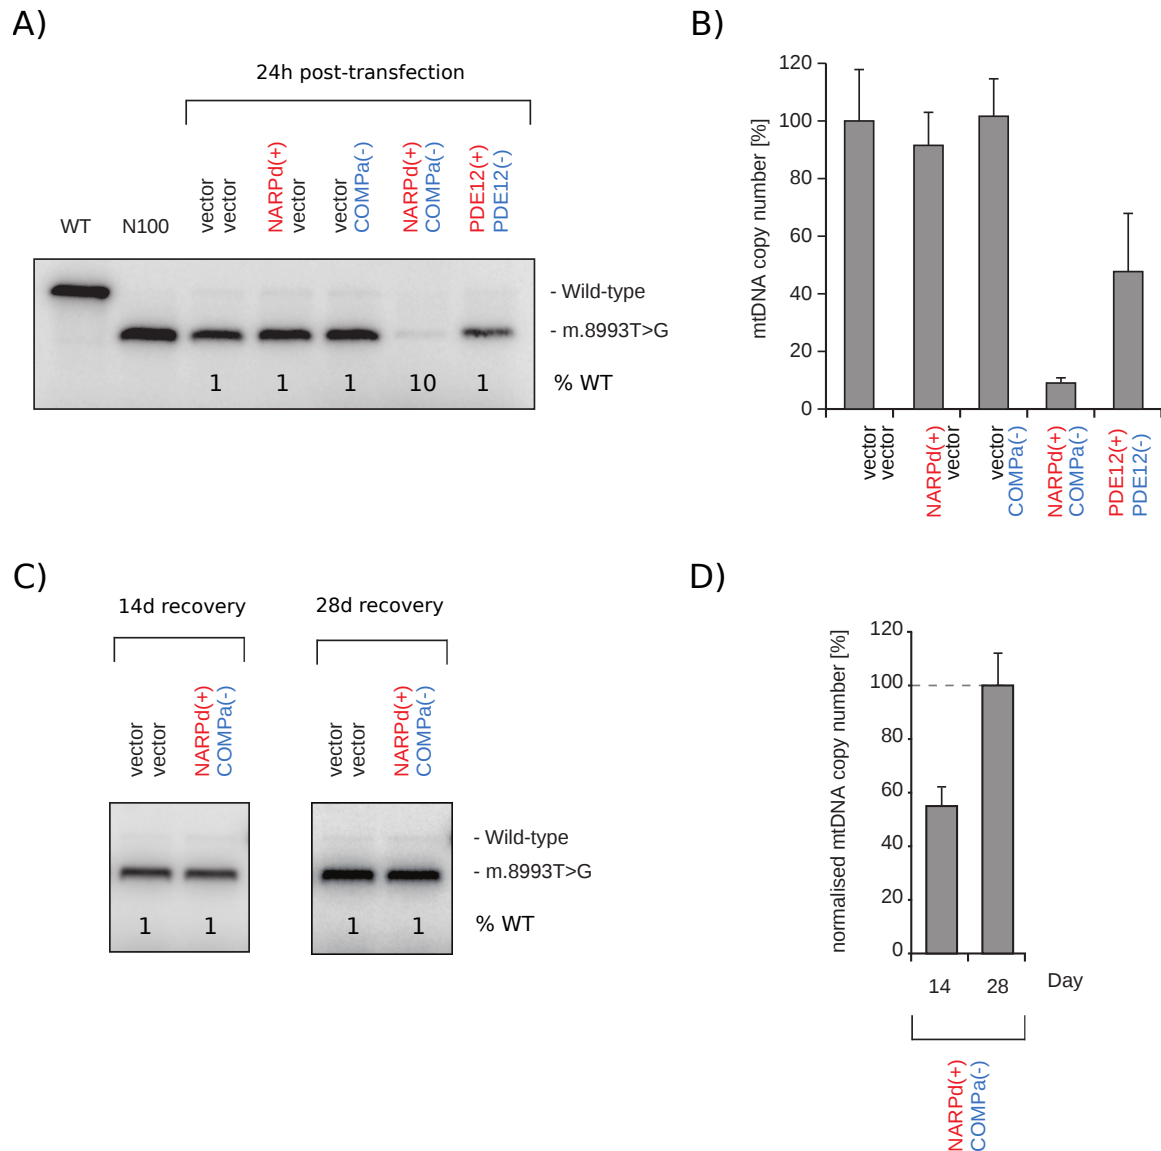 A)
24h post-transfection
WT
N100
vector
vector
NARPd(+)
vector
vector
COMPa(-)
NARPd(+)
COMPa(-)
PDE12(+)
PDE12(-)
- Wild-type
- m.8993T>G
1 1 1 10 1 % WT
B)
mtDNA copy number [%]
120
100
80
60
40
20
0
vector
vector
NARPd(+)
vector
vector
COMPa(-)
NARPd(+)
COMPa(-)
PDE12(+)
PDE12(-)
C)
14d recovery
28d recovery
vector
vector
NARPd(+)
COMPa(-)
vector
vector
NARPd(+)
COMPa(-)
- Wild-type
- m.8993T>G
1 1 1 1 % WT
D)
normalised mtDNA copy number [%]
120
100
80
60
40
20
0
14 28 Day
NARPd(+)
COMPa(-)